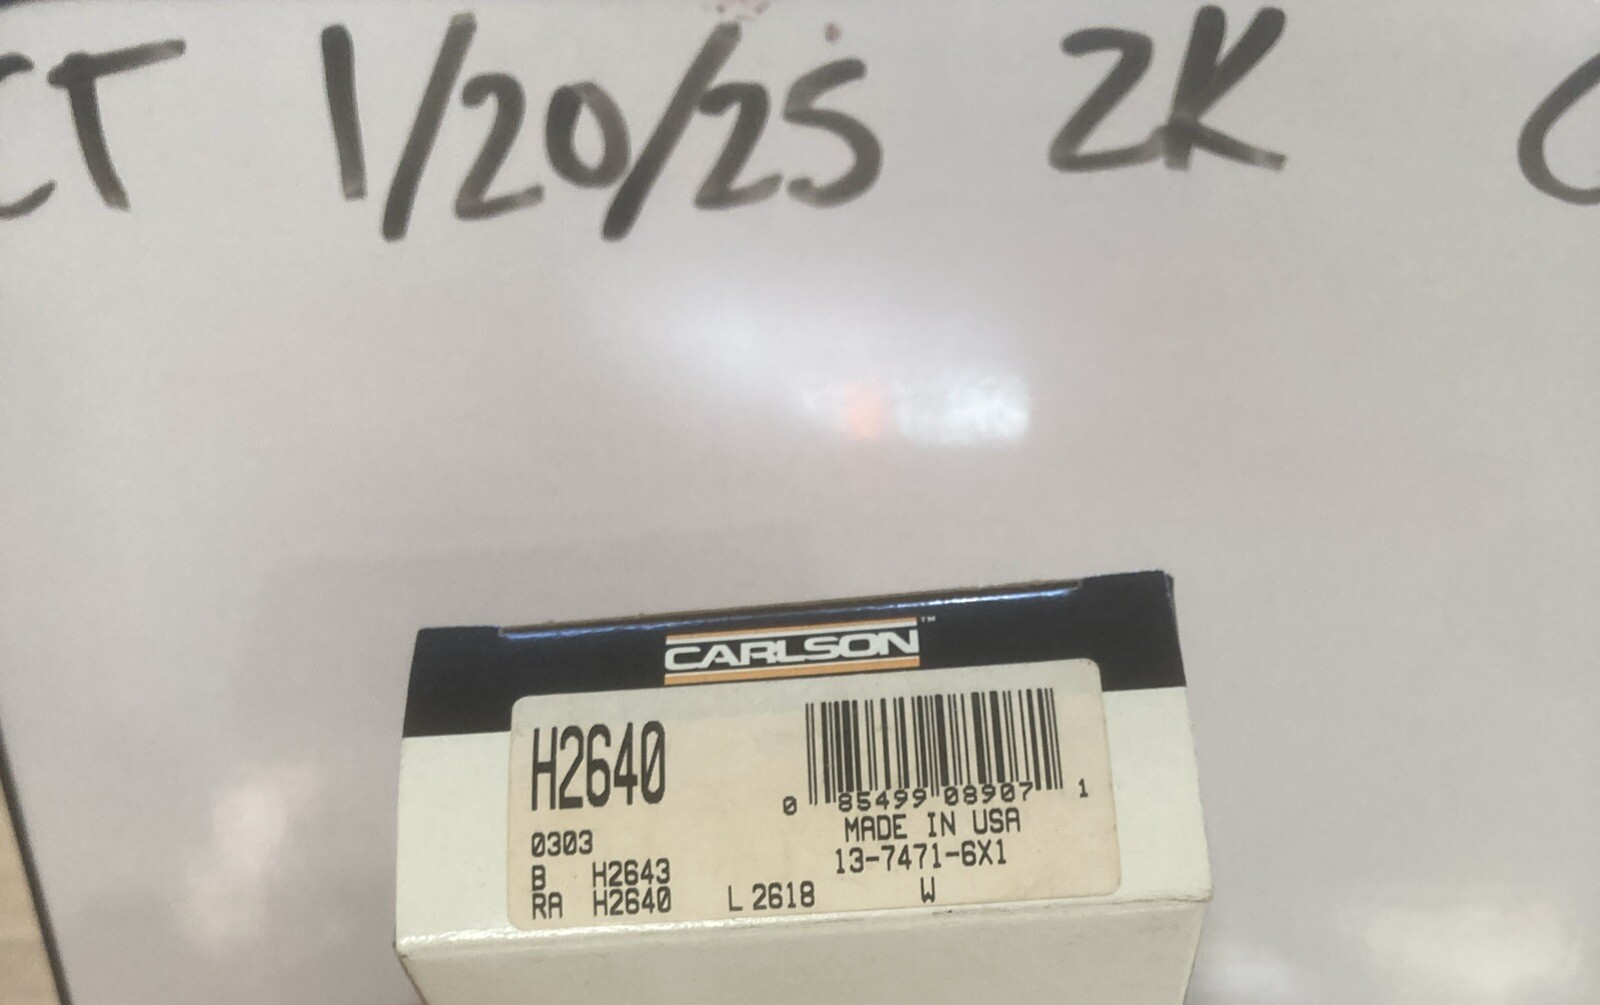 CT 1/20/25 2K
CARLSON™
H2640
0 85499 08907 1
MADE IN USA
0303
13-7471-6X1
B H2643
RA H2640 L 2618 W